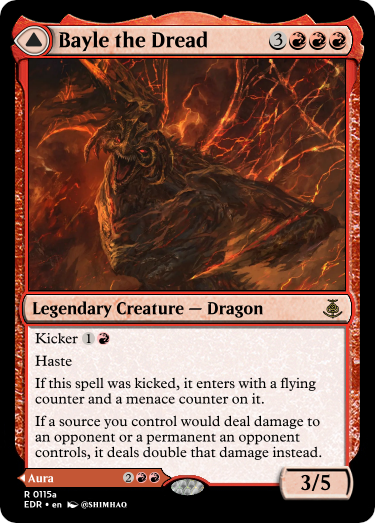 Bayle the Dread 3
Legendary Creature — Dragon
Kicker 1
Haste
If this spell was kicked, it enters with a flying
counter and a menace counter on it.
If a source you control would deal damage to
an opponent or a permanent an opponent
controls, it deals double that damage instead.
Aura 2
3/5
R 0115a
EDR • en @SHIMHAO